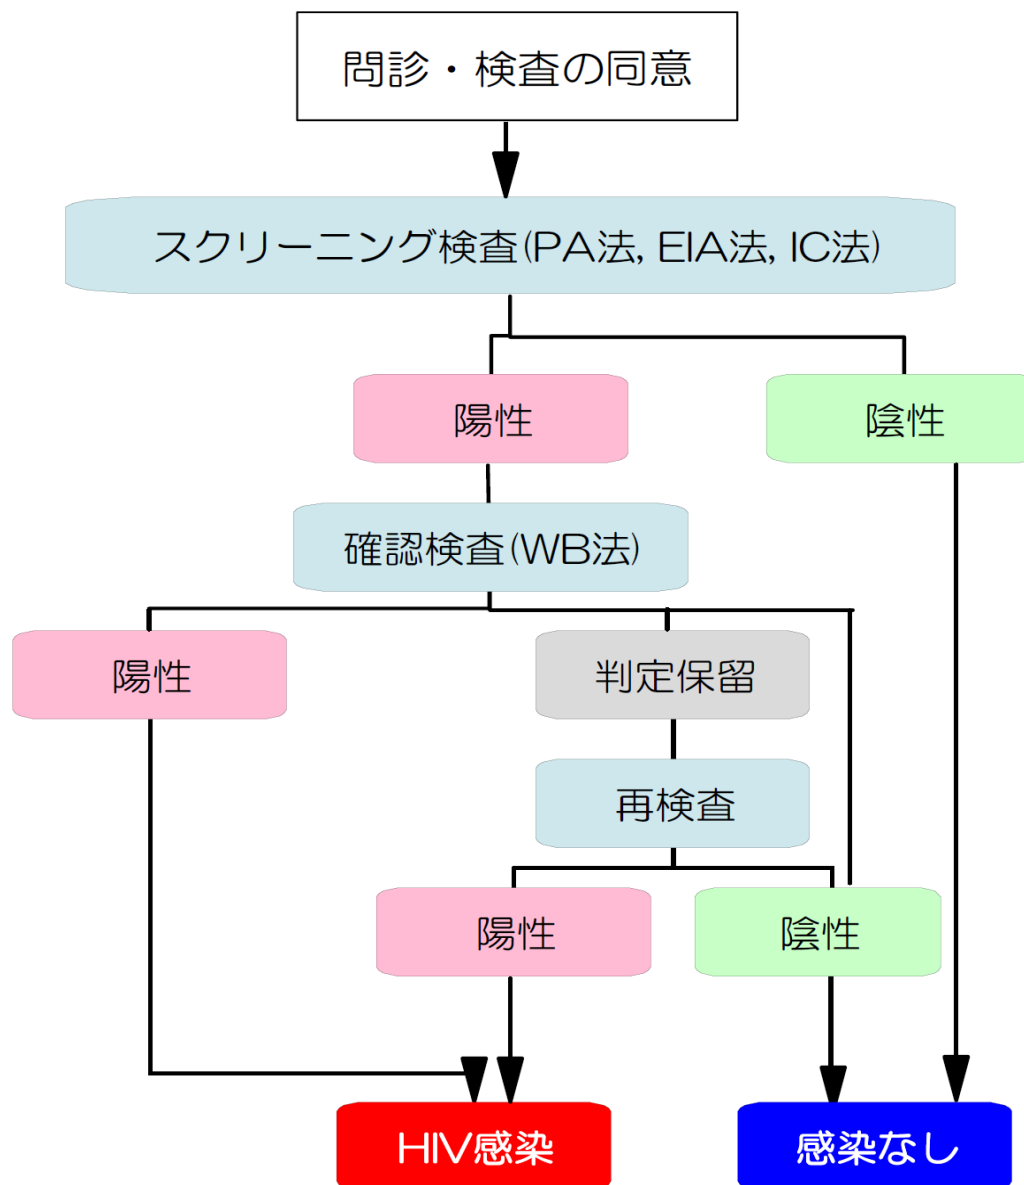 問診・検査の同意
スクリーニング検査(PA法, EIA法, IC法)
陽性
陰性
確認検査(WB法)
陽性
判定保留
再検査
陽性
陰性
HIV感染
感染なし